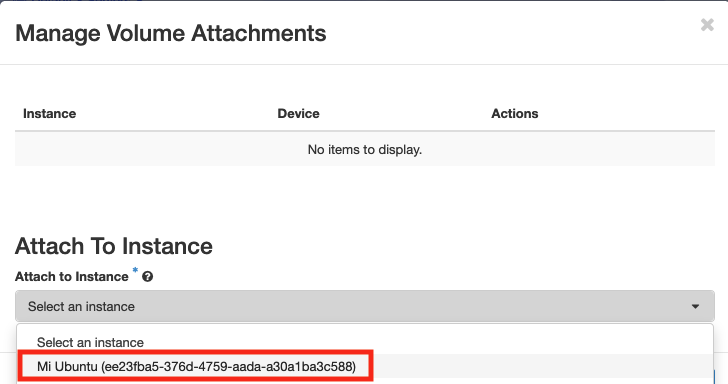 Manage Volume Attachments
×
Instance Device Actions
No items to display.
Attach To Instance
Attach to Instance * ?
Select an instance
Select an instance
Mi Ubuntu (ee23fba5-376d-4759-aada-a30a1ba3c588)